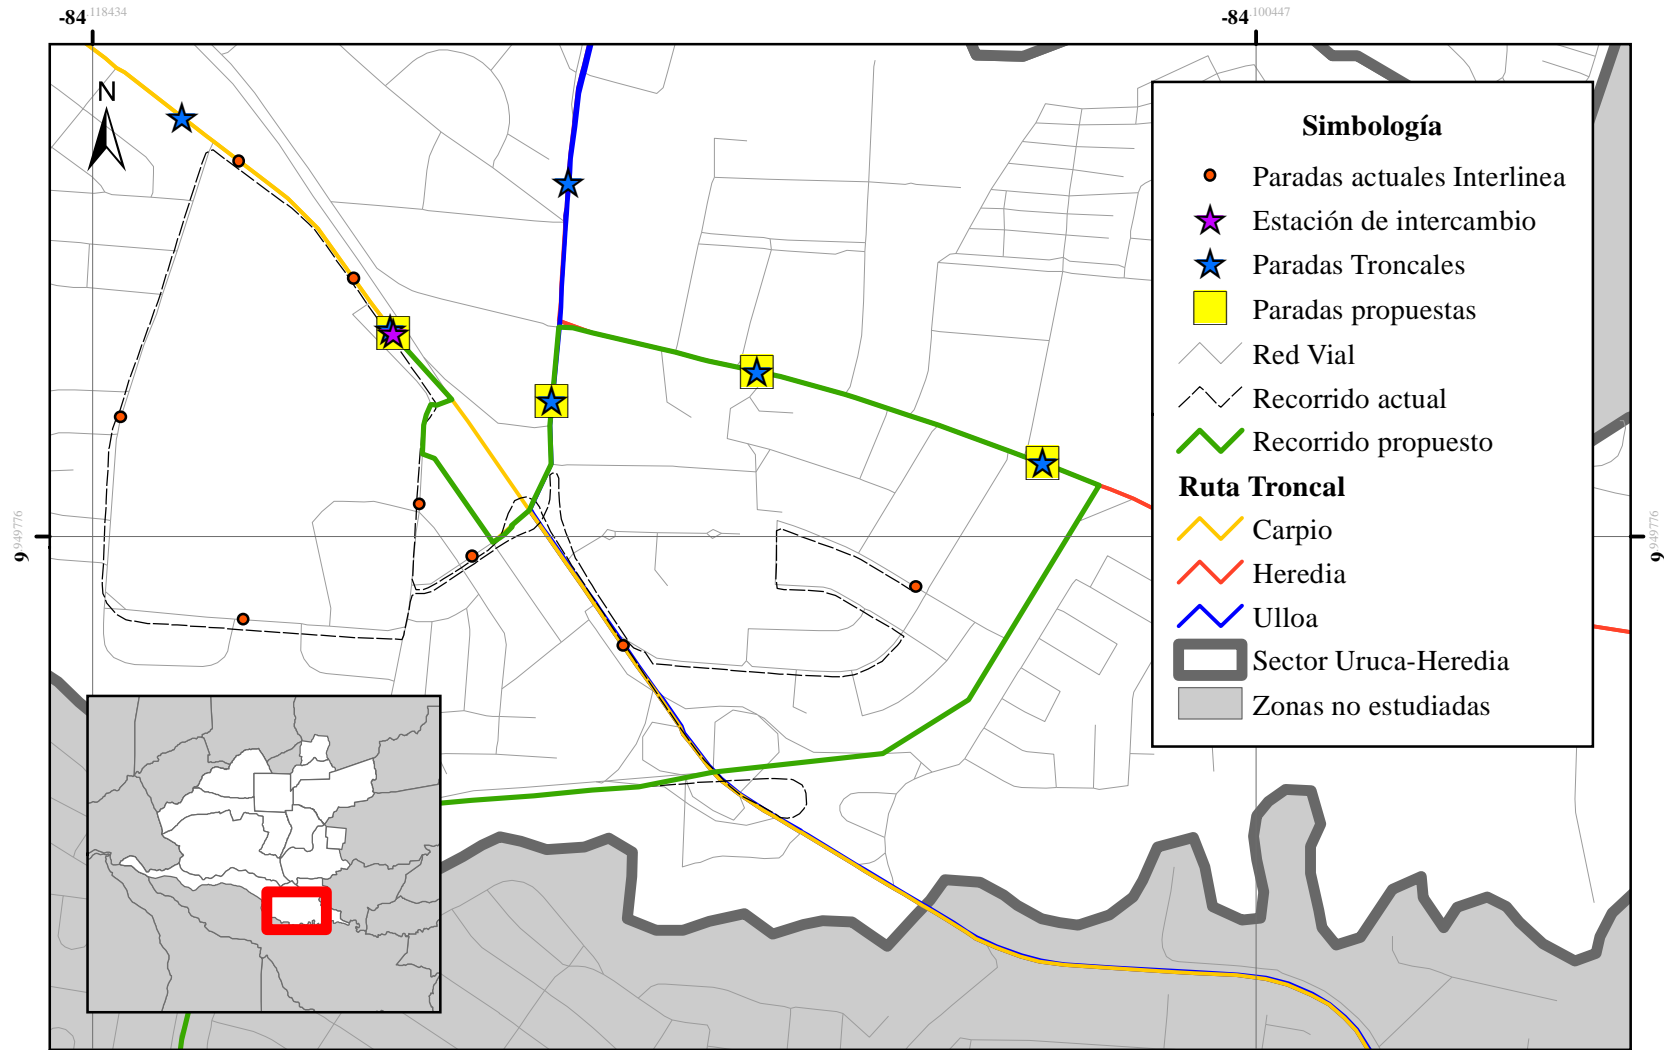 -84.118434
-84.100447
N
Simbología
Paradas actuales Interlinea
Estación de intercambio
Paradas Troncales
Paradas propuestas
Red Vial
Recorrido actual
Recorrido propuesto
Ruta Troncal
Carpio
Heredia
Ulloa
Sector Uruca-Heredia
Zonas no estudiadas
9.949776
9.949776